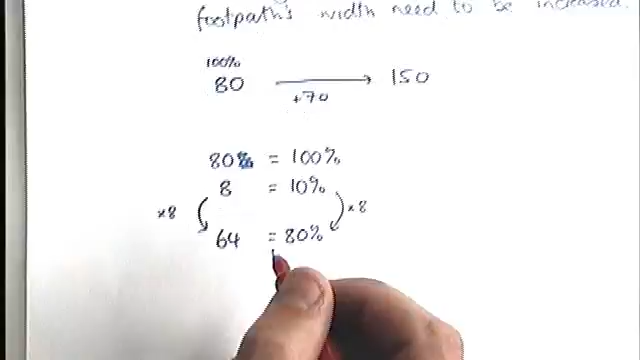 footpath's width need to be increased.
100%
80 → 150
+70
80 = 100%
8 = 10%
×8 ×8
64 = 80%